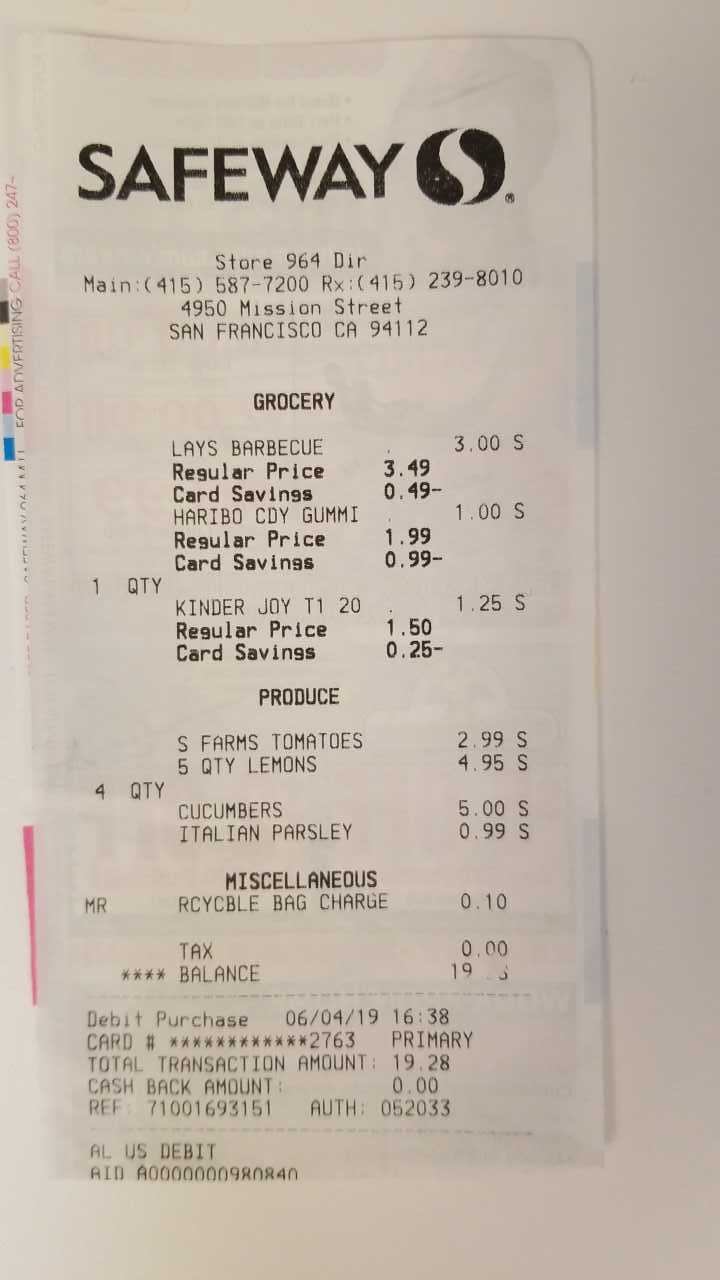 SAFEWAY
Store 964 Dir
Main:(415) 587-7200 Rx:(415) 239-8010
4950 Mission Street
SAN FRANCISCO CA 94112
GROCERY
LAYS BARBECUE . 3.00 S
Regular Price 3.49
Card Savings 0.49-
HARIBO CDY GUMMI . 1.00 S
Regular Price 1.99
Card Savings 0.99-
1 QTY
KINDER JOY T1 20 . 1.25 S
Regular Price 1.50
Card Savings 0.25-
PRODUCE
S FARMS TOMATOES 2.99 S
5 QTY LEMONS 4.95 S
4 QTY
CUCUMBERS 5.00 S
ITALIAN PARSLEY 0.99 S
MISCELLANEOUS
MR RCYCBLE BAG CHARGE 0.10
TAX 0.00
**** BALANCE 19
Debit Purchase 06/04/19 16:38
CARD # ************2763 PRIMARY
TOTAL TRANSACTION AMOUNT: 19.28
CASH BACK AMOUNT: 0.00
REF: 71001693151 AUTH: 052033
AL US DEBIT
AID A0000000980840
FOR ADVERTISING CALL (800) 247-